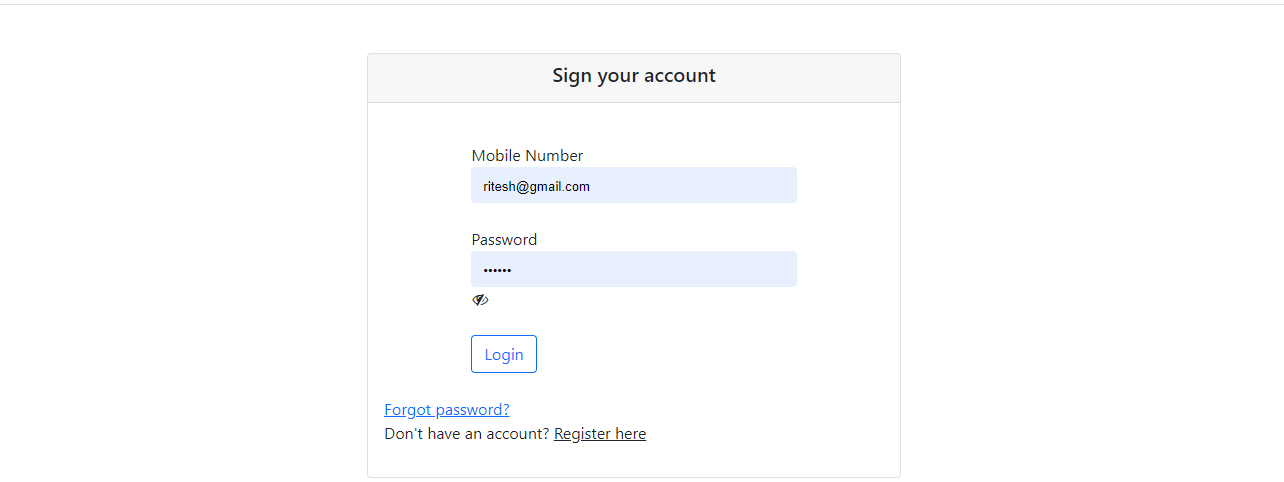 Sign your account
Mobile Number
ritesh@gmail.com
Password
••••••
Login
Forgot password?
Don't have an account? Register here